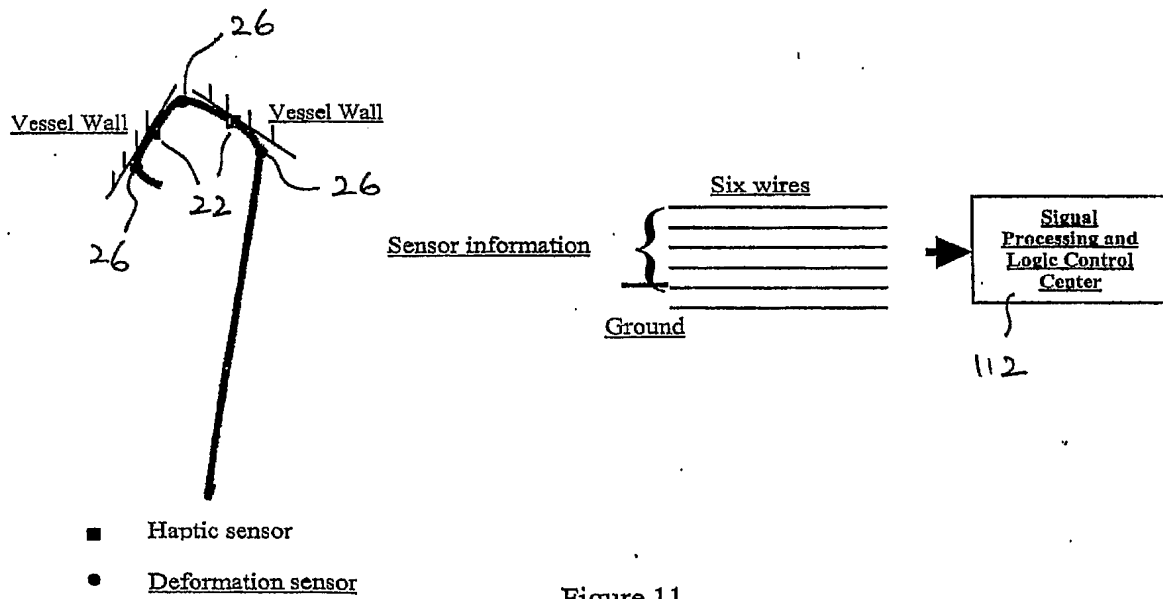 26
Vessel Wall
Vessel Wall
26
22
26
Six wires
Sensor information
Ground
Signal
Processing and
Logic Control
Center
112
Haptic sensor
Deformation sensor
Figure 11